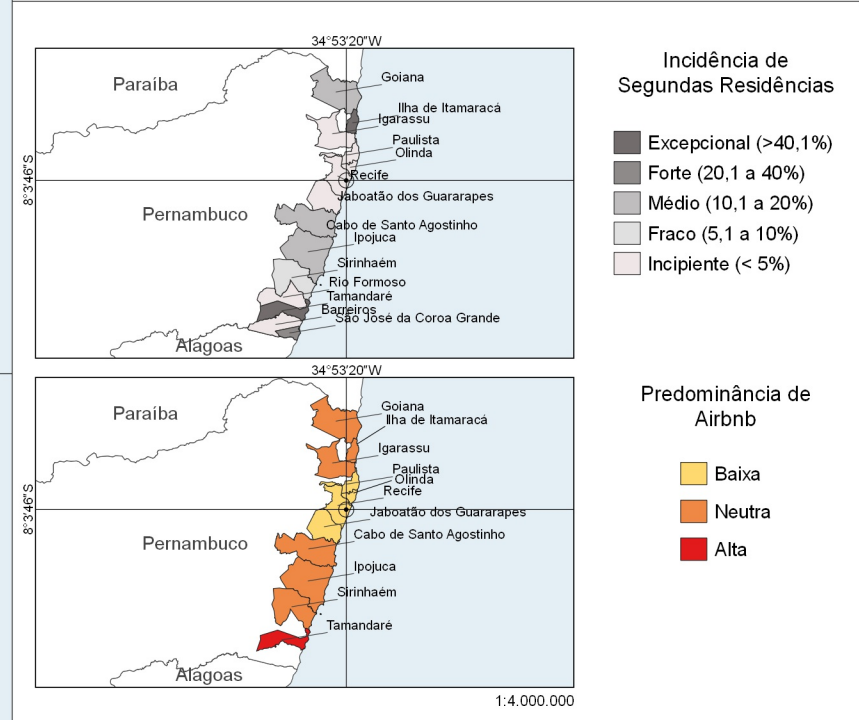 34°53'20"W
8°3'46"S
Paraíba
Pernambuco
Alagoas
Goiana
Ilha de Itamaracá
Igarassu
Paulista
Olinda
Recife
Jaboatão dos Guararapes
Cabo de Santo Agostinho
Ipojuca
Sirinhaém
Rio Formoso
Tamandaré
Barreiros
São José da Coroa Grande
Incidência de
Segundas Residências
Excepcional (>40,1%)
Forte (20,1 a 40%)
Médio (10,1 a 20%)
Fraco (5,1 a 10%)
Incipiente (< 5%)
34°53'20"W
8°3'46"S
Paraíba
Pernambuco
Alagoas
Goiana
Ilha de Itamaracá
Igarassu
Paulista
Olinda
Recife
Jaboatão dos Guararapes
Cabo de Santo Agostinho
Ipojuca
Sirinhaém
Tamandaré
Predominância de
Airbnb
Baixa
Neutra
Alta
1:4.000.000